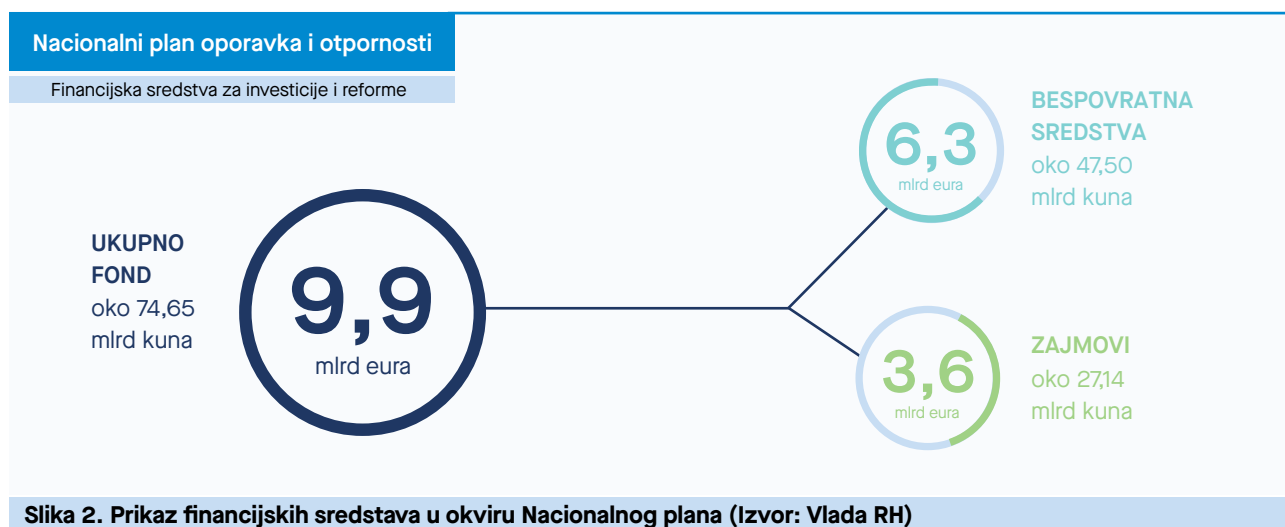 Nacionalni plan oporavka i otpornosti
Financijska sredstva za investicije i reforme
UKUPNO
FOND
oko 74,65
mlrd kuna
9,9
mlrd eura
6,3
mlrd eura
BESPOVRATNA
SREDSTVA
oko 47,50
mlrd kuna
3,6
mlrd eura
ZAJMOVI
oko 27,14
mlrd kuna
Slika 2. Prikaz financijskih sredstava u okviru Nacionalnog plana (Izvor: Vlada RH)